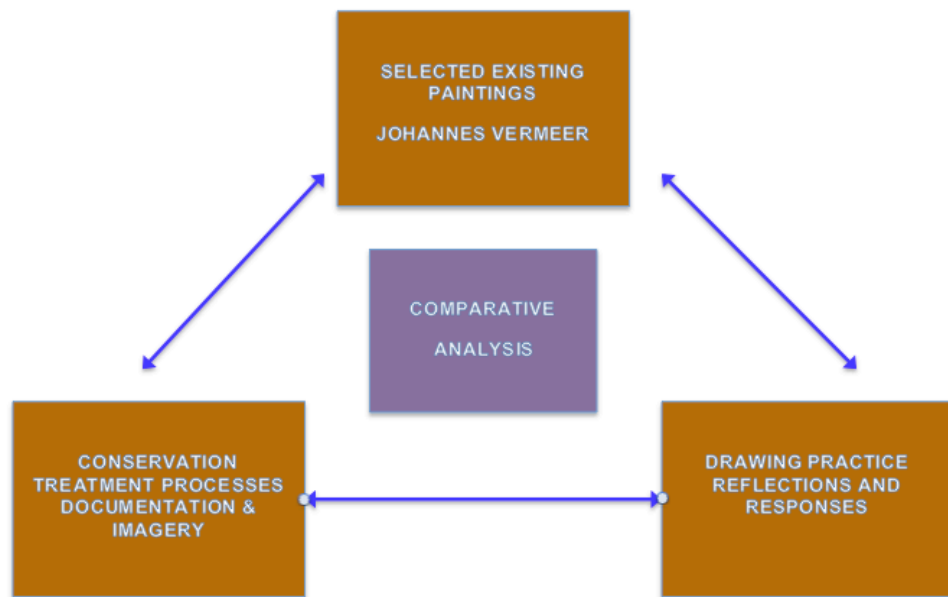 SELECTED EXISTING
PAINTINGS
JOHANNES VERMEER
COMPARATIVE
ANALYSIS
CONSERVATION
TREATMENT PROCESSES
DOCUMENTATION &
IMAGERY
DRAWING PRACTICE
REFLECTIONS AND
RESPONSES